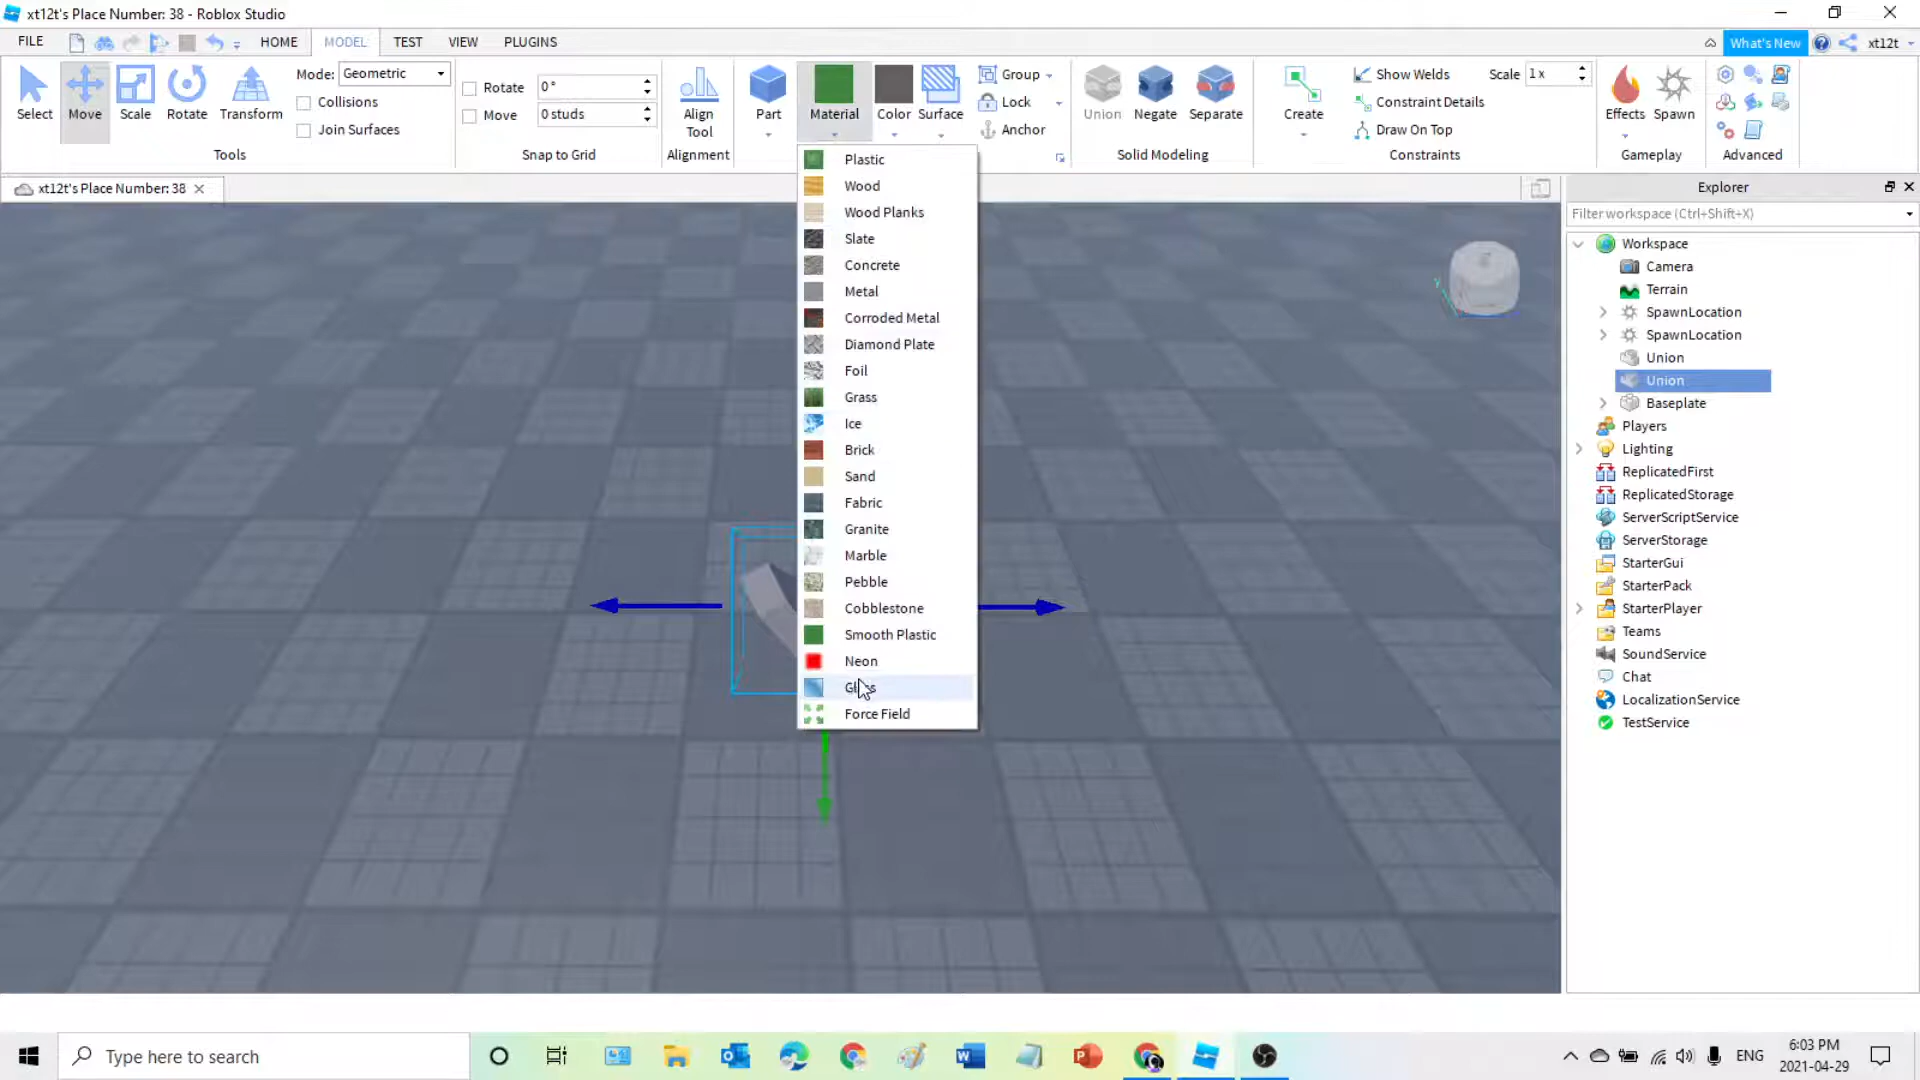 xt12t's Place Number: 38 - Roblox Studio
FILE HOME MODEL TEST VIEW PLUGINS What's New xt12t
Select Move Scale Rotate Transform
Mode: Geometric
Collisions
Join Surfaces
Tools
Rotate 0 °
Move 0 studs
Snap to Grid
Align Tool
Alignment
Part Material Color Surface
Group
Lock
Anchor
Union Negate Separate
Solid Modeling
Create
Show Welds Scale 1 x
Constraint Details
Draw On Top
Constraints
Effects Spawn
Gameplay
Advanced
xt12t's Place Number: 38
Plastic
Wood
Wood Planks
Slate
Concrete
Metal
Corroded Metal
Diamond Plate
Foil
Grass
Ice
Brick
Sand
Fabric
Granite
Marble
Pebble
Cobblestone
Smooth Plastic
Neon
Glass
Force Field
Explorer
Filter workspace (Ctrl+Shift+X)
Workspace
Camera
Terrain
SpawnLocation
SpawnLocation
Union
Union
Baseplate
Players
Lighting
ReplicatedFirst
ReplicatedStorage
ServerScriptService
ServerStorage
StarterGui
StarterPack
StarterPlayer
Teams
SoundService
Chat
LocalizationService
TestService
Type here to search
ENG
6:03 PM
2021-04-29